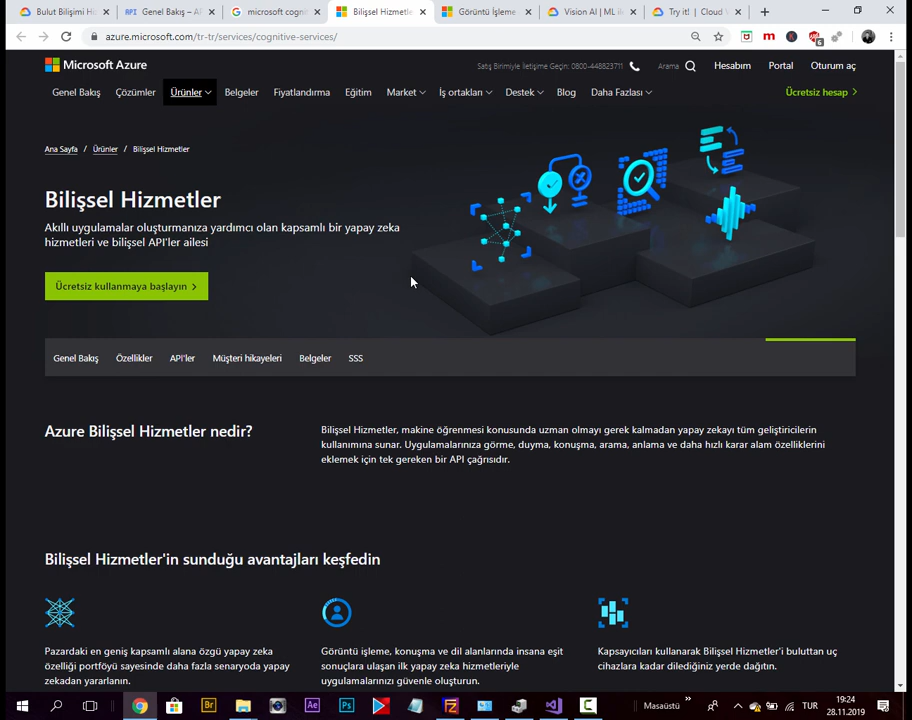 Bulut Bilişimi Hi
Genel Bakış – A
microsoft cogni
Bilişsel Hizmetle
Görüntü İşleme
Vision AI | ML il
Try it! | Cloud V
azure.microsoft.com/tr-tr/services/cognitive-services/
Microsoft Azure
Satış Birimiyle İletişime Geçin: 0800-448823711
Arama
Hesabım
Portal
Oturum aç
Genel Bakış
Çözümler
Ürünler
Belgeler
Fiyatlandırma
Eğitim
Market
İş ortakları
Destek
Blog
Daha Fazlası
Ücretsiz hesap
Ana Sayfa / Ürünler / Bilişsel Hizmetler
Bilişsel Hizmetler
Akıllı uygulamalar oluşturmanıza yardımcı olan kapsamlı bir yapay zeka
hizmetleri ve bilişsel API'ler ailesi
Ücretsiz kullanmaya başlayın
Genel Bakış
Özellikler
API'ler
Müşteri hikayeleri
Belgeler
SSS
Azure Bilişsel Hizmetler nedir?
Bilişsel Hizmetler, makine öğrenmesi konusunda uzman olmayı gerek kalmadan yapay zekayı tüm geliştiricilerin
kullanımına sunar. Uygulamalarınıza görme, duyma, konuşma, arama, anlama ve daha hızlı karar alam özelliklerini
eklemek için tek gereken bir API çağrısıdır.
Bilişsel Hizmetler'in sunduğu avantajları keşfedin
Pazardaki en geniş kapsamlı alana özgü yapay zeka
özelliği portföyü sayesinde daha fazla senaryoda yapay
zekadan yararlanın.
Görüntü işleme, konuşma ve dil alanlarında insana eşit
sonuçlara ulaşan ilk yapay zeka hizmetleriyle
uygulamalarınızı güvenle oluşturun.
Kapsayıcıları kullanarak Bilişsel Hizmetler'i buluttan uç
cihazlara kadar dilediğiniz yerde dağıtın.
Br
Ae
Ps
Masaüstü
TUR
19:24
28.11.2019